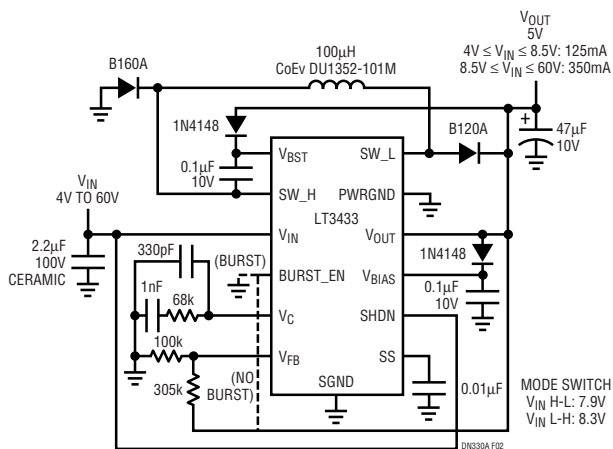 V_OUT
5V
4V ≤ V_IN ≤ 8.5V: 125mA
8.5V ≤ V_IN ≤ 60V: 350mA
B160A
100µH
CoEv DU1352-101M
1N4148
B120A
+
47µF
10V
V_BST
SW_L
0.1µF
10V
SW_H
PWRGND
LT3433
V_IN
4V TO 60V
V_IN
V_OUT
1N4148
2.2µF
100V
CERAMIC
330pF
(BURST)
BURST_EN
V_BIAS
0.1µF
10V
1nF
68k
V_C
SHDN
100k
V_FB
SS
305k
(NO
BURST)
SGND
0.01µF
MODE SWITCH
V_IN H-L: 7.9V
V_IN L-H: 8.3V
DN330A F02